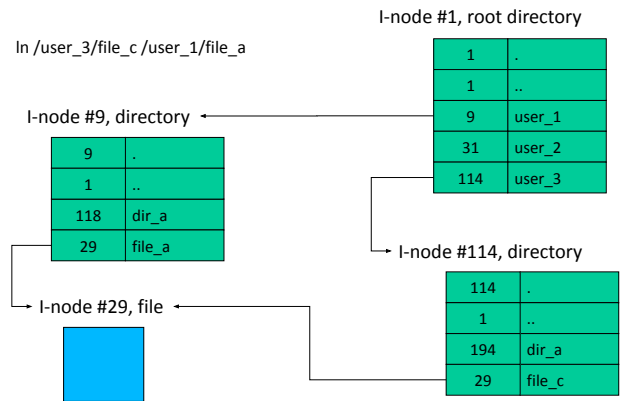 I-node #1, root directory
ln /user_3/file_c /user_1/file_a
1 .
1 ..
9 user_1
31 user_2
114 user_3
I-node #9, directory
9 .
1 ..
118 dir_a
29 file_a
I-node #114, directory
114 .
1 ..
194 dir_a
29 file_c
I-node #29, file